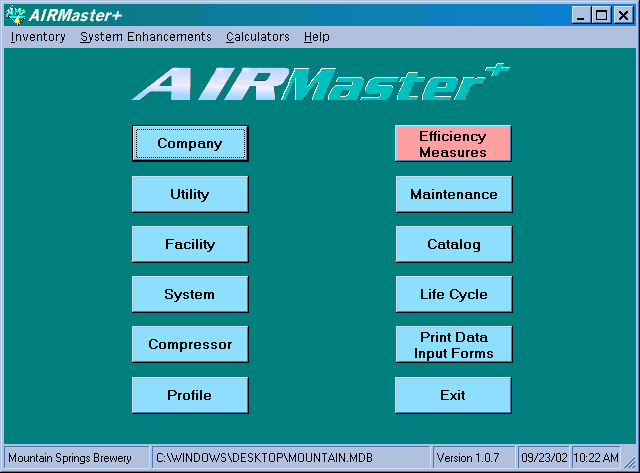 AIRMaster+
Inventory System Enhancements Calculators Help
AIRMaster+
Company
Efficiency
Measures
Utility
Maintenance
Facility
Catalog
System
Life Cycle
Compressor
Print Data
Input Forms
Profile
Exit
Mountain Springs Brewery C:\WINDOWS\DESKTOP\MOUNTAIN.MDB Version 1.0.7 09/23/02 10:22 AM